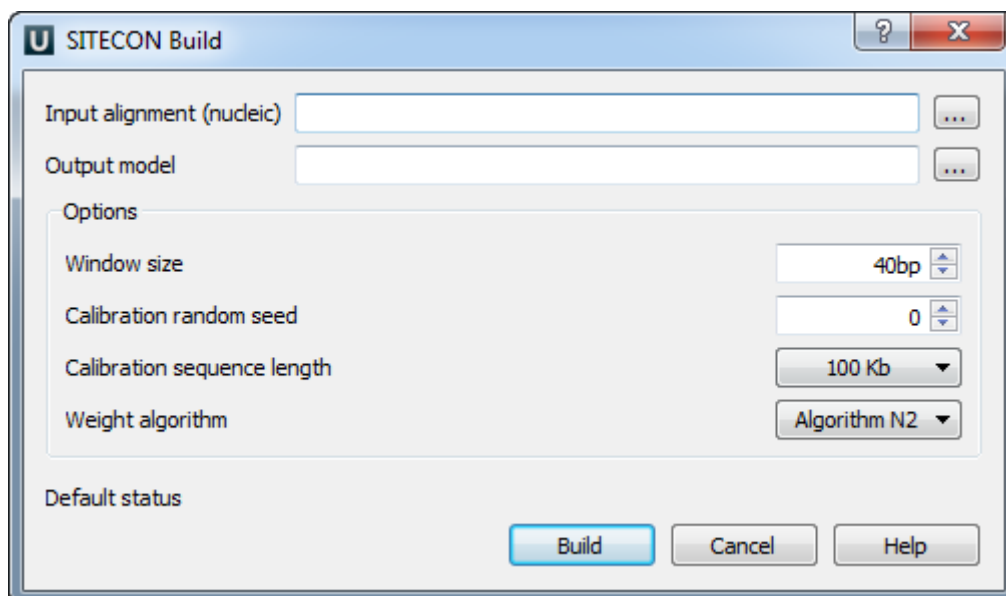 U SITECON Build
?
X
Input alignment (nucleic)
...
Output model
...
Options
Window size 40bp
Calibration random seed 0
Calibration sequence length 100 Kb
Weight algorithm Algorithm N2
Default status
Build Cancel Help